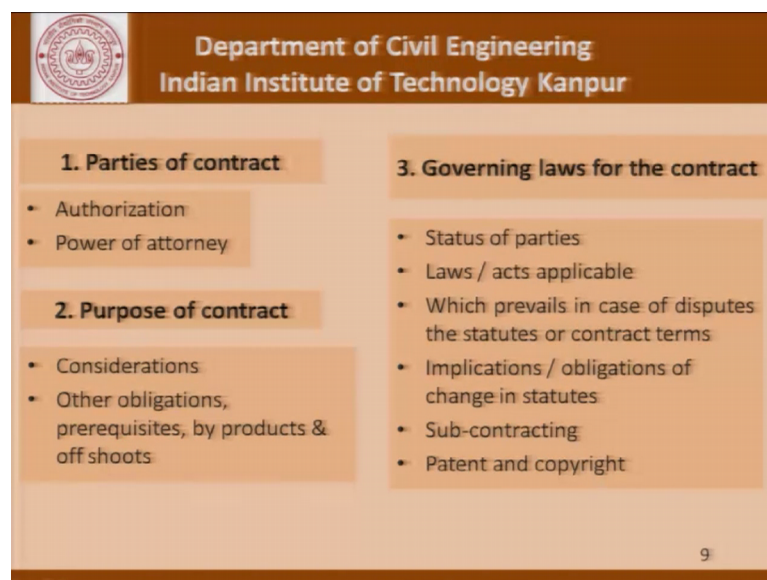 Department of Civil Engineering
Indian Institute of Technology Kanpur
1. Parties of contract
• Authorization
• Power of attorney
2. Purpose of contract
• Considerations
• Other obligations,
prerequisites, by products &
off shoots
3. Governing laws for the contract
• Status of parties
• Laws / acts applicable
• Which prevails in case of disputes
the statutes or contract terms
• Implications / obligations of
change in statutes
• Sub-contracting
• Patent and copyright
9